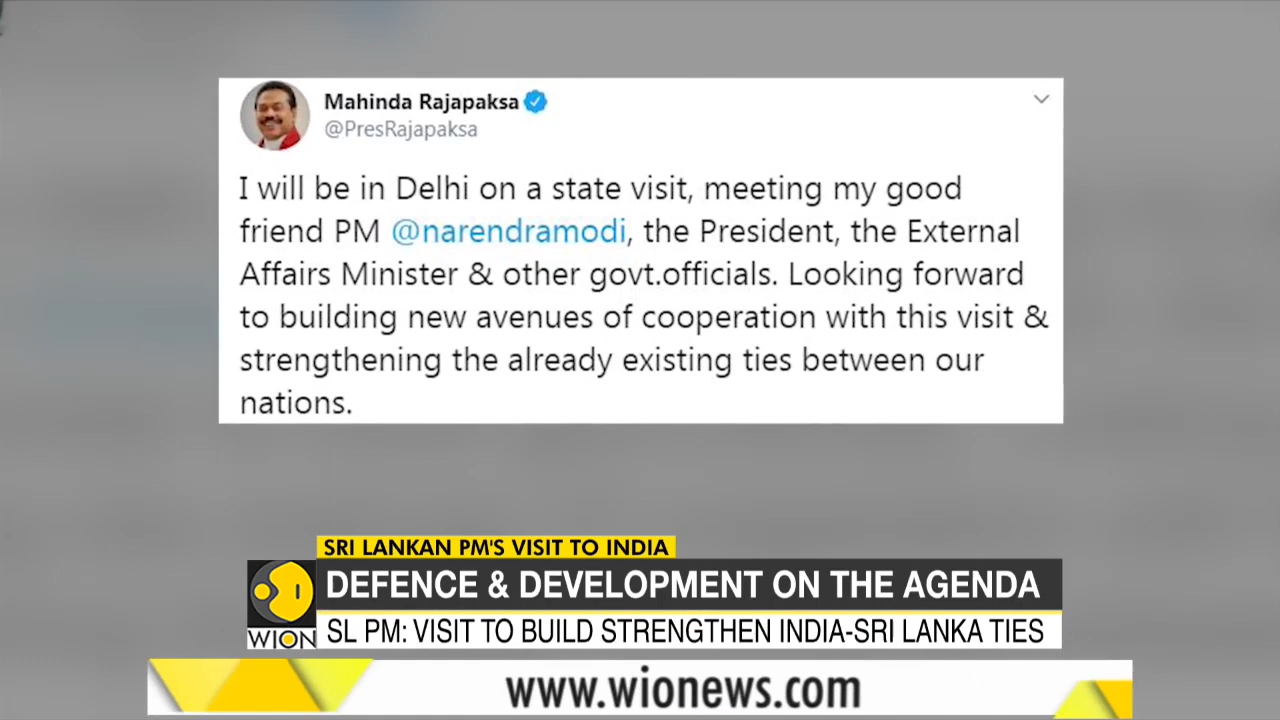 Mahinda Rajapaksa
@PresRajapaksa
I will be in Delhi on a state visit, meeting my good
friend PM @narendramodi, the President, the External
Affairs Minister & other govt.officials. Looking forward
to building new avenues of cooperation with this visit &
strengthening the already existing ties between our
nations.
SRI LANKAN PM'S VISIT TO INDIA
DEFENCE & DEVELOPMENT ON THE AGENDA
WION
SL PM: VISIT TO BUILD STRENGTHEN INDIA-SRI LANKA TIES
www.wionews.com